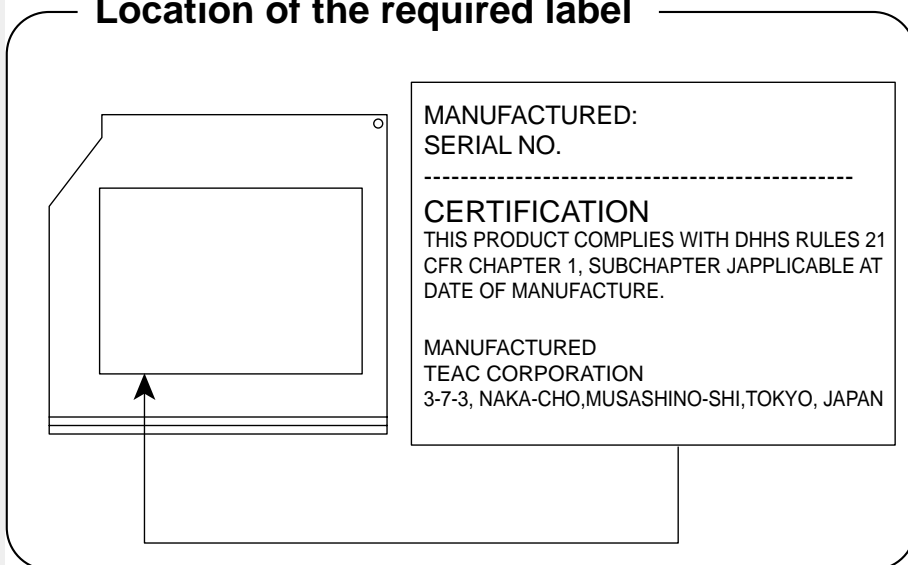 Location of the required label
MANUFACTURED:
SERIAL NO.
-----------------------------------------------
CERTIFICATION
THIS PRODUCT COMPLIES WITH DHHS RULES 21
CFR CHAPTER 1, SUBCHAPTER JAPPLICABLE AT
DATE OF MANUFACTURE.
MANUFACTURED
TEAC CORPORATION
3-7-3, NAKA-CHO,MUSASHINO-SHI,TOKYO, JAPAN